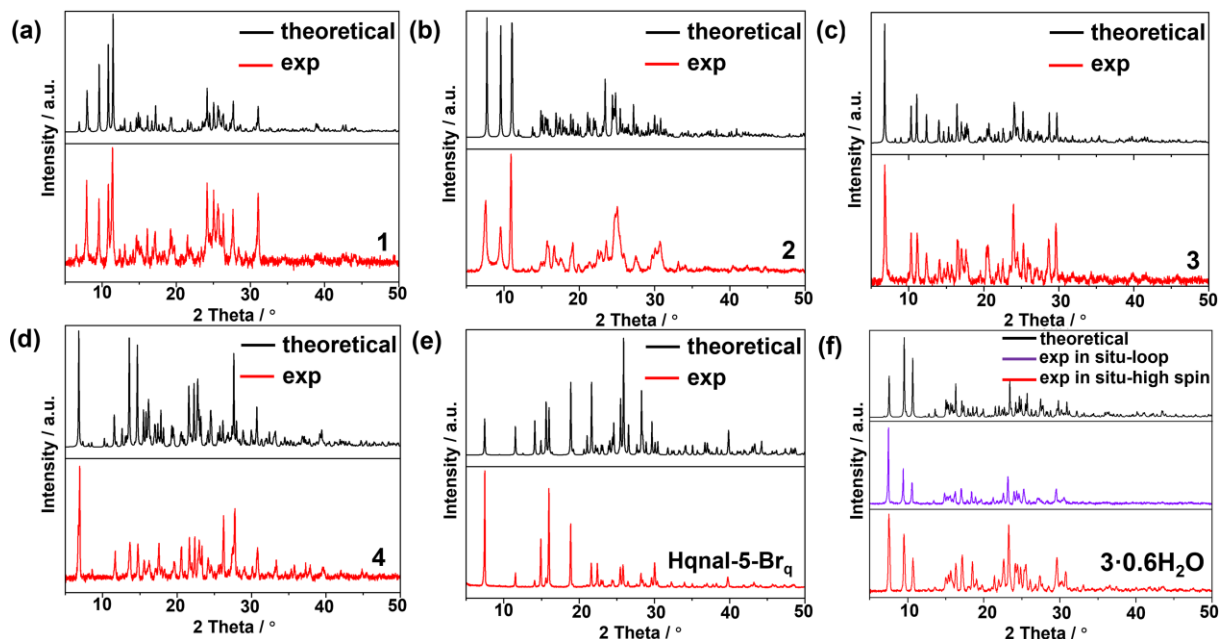 (a)
theoretical
exp
1
Intensity / a.u.
10 20 30 40 50
2 Theta / °
(b)
theoretical
exp
2
Intensity / a.u.
10 20 30 40 50
2 Theta / °
(c)
theoretical
exp
3
Intensity / a.u.
10 20 30 40 50
2 Theta / °
(d)
theoretical
exp
4
Intensity / a.u.
10 20 30 40 50
2 Theta / °
(e)
theoretical
exp
Hqnal-5-Brq
Intensity / a.u.
10 20 30 40 50
2 Theta / °
(f)
theoretical
exp in situ-loop
exp in situ-high spin
3·0.6H₂O
Intensity / a.u.
10 20 30 40 50
2 Theta / °